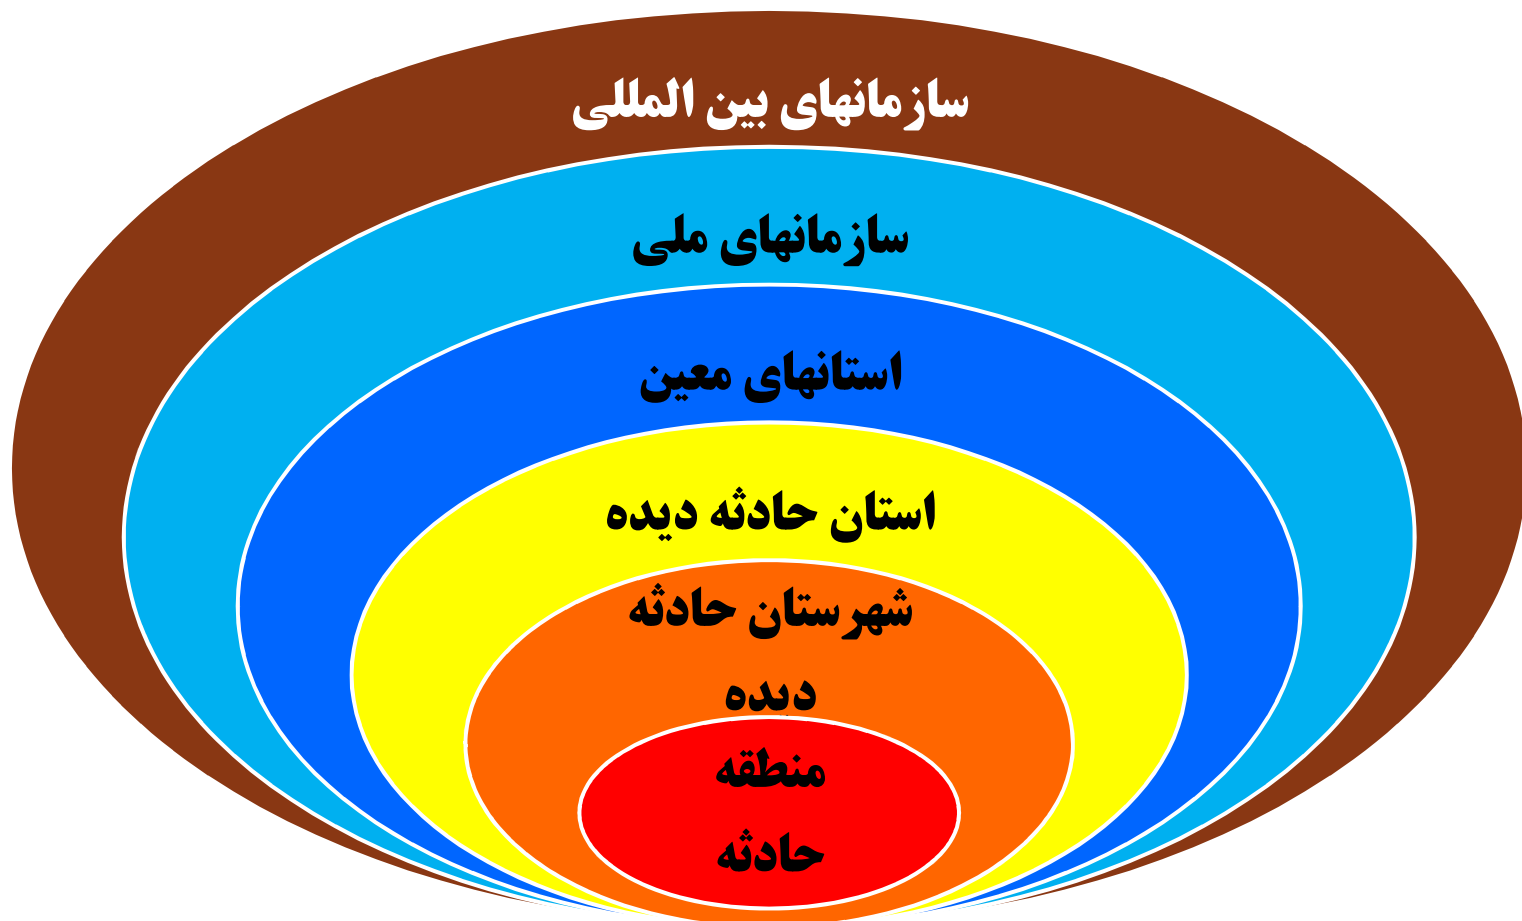 سازمانهای بین المللی
سازمانهای ملی
استانهای معین
استان حادثه دیده
شهرستان حادثه
دیده
منطقه
حادثه